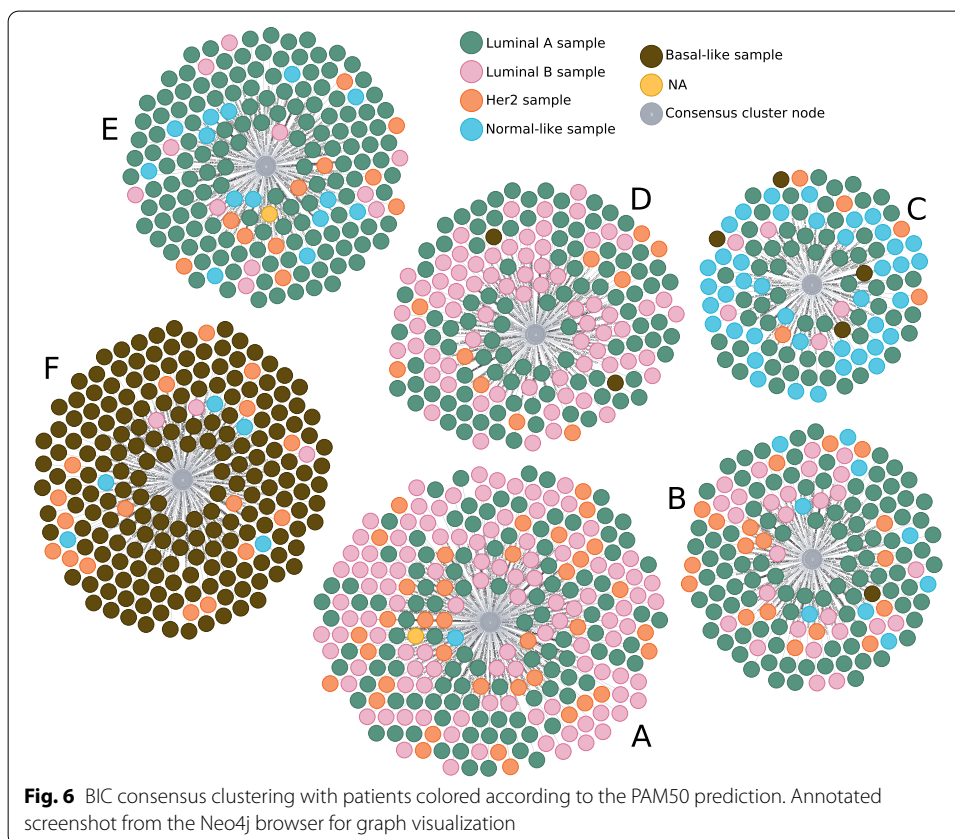 Luminal A sample
Luminal B sample
Her2 sample
Normal-like sample
Basal-like sample
NA
Consensus cluster node
E
D
C
F
B
A
Fig. 6 BIC consensus clustering with patients colored according to the PAM50 prediction. Annotated
screenshot from the Neo4j browser for graph visualization